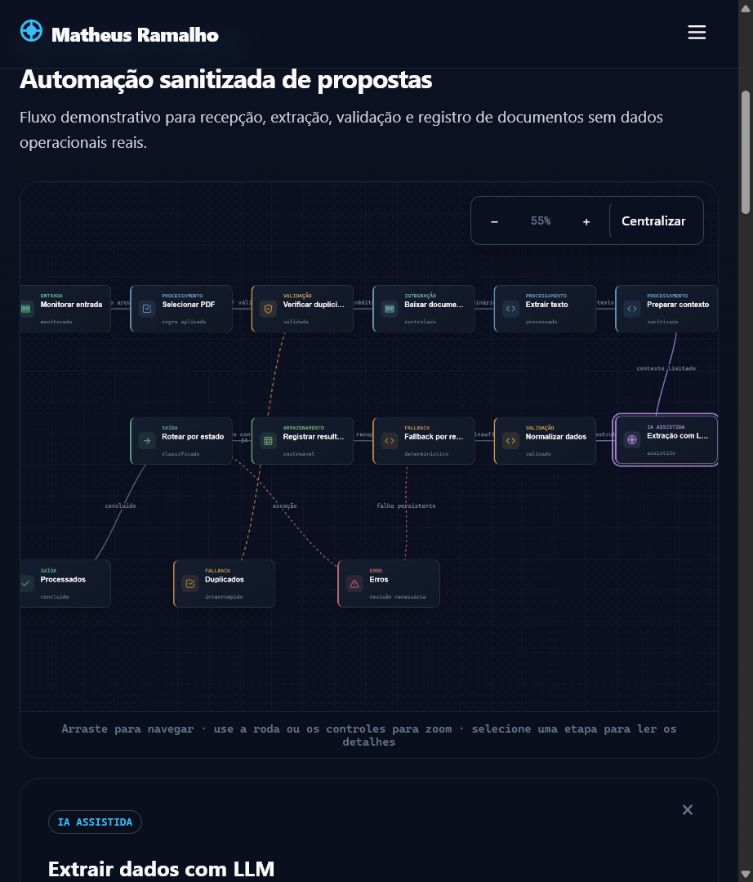 Matheus Ramalho
Automação sanitizada de propostas
Fluxo demonstrativo para recepção, extração, validação e registro de documentos sem dados
operacionais reais.
− 55% + Centralizar
ENTRADA
Monitorar entrada
monitorado
PROCESSAMENTO
Selecionar PDF
regra aplicada
VALIDAÇÃO
Verificar duplici...
validado
INTEGRAÇÃO
Baixar docume...
controlado
PROCESSAMENTO
Extrair texto
processado
texto
PROCESSAMENTO
Preparar contexto
sanitizado
contexto limitado
SAÍDA
Rotear por estado
classificado
ARMAZENAMENTO
Registrar result...
rastreável
FALLBACK
Fallback por re...
determinístico
VALIDAÇÃO
Normalizar dados
validado
IA ASSISTIDA
Extração com L...
assistido
concluído
exceção
falha persistente
SAÍDA
Processados
concluído
FALLBACK
Duplicados
interrompido
ERRO
Erros
revisão necessária
Arraste para navegar · use a roda ou os controles para zoom · selecione uma etapa para ler os
detalhes
IA ASSISTIDA
×
Extrair dados com LLM